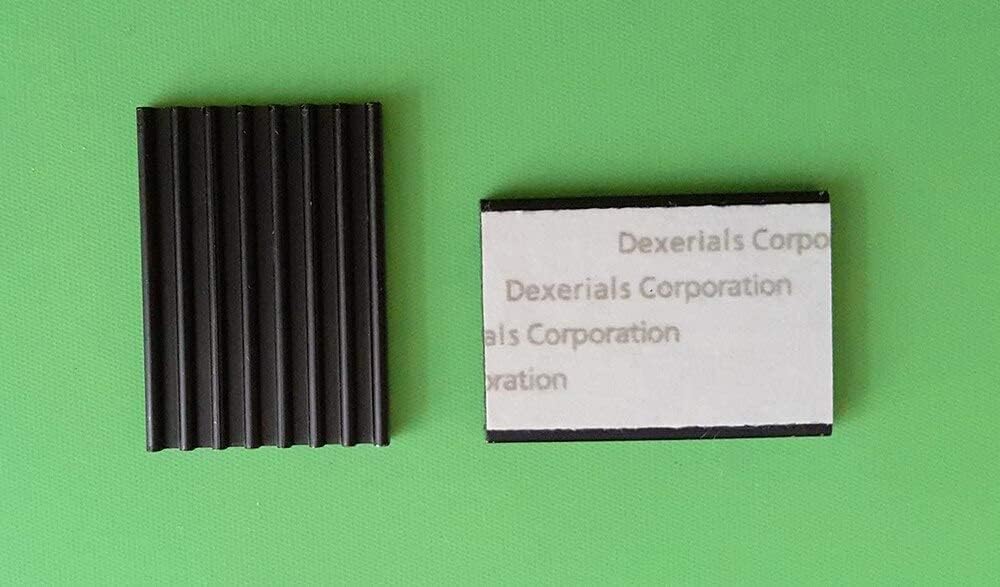 Dexerials Corpo
Dexerials Corporation
als Corporation
oration